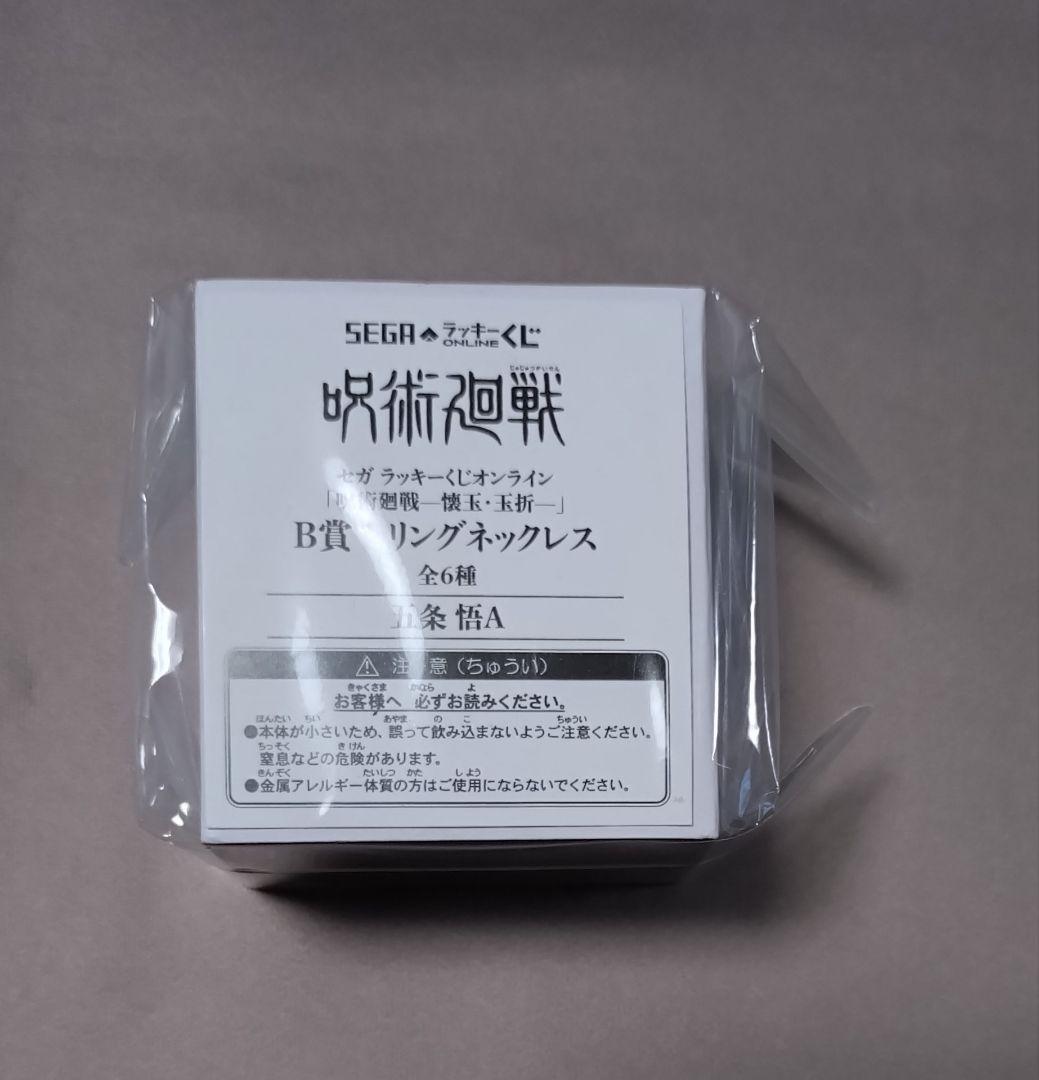 SEGA ラッキーくじ ONLINE
じゅじゅつかいせん
呪術廻戦
セガ ラッキーくじオンライン
「呪術廻戦―懐玉・玉折―」
B賞 リングネックレス
全6種
五条 悟A
注意（ちゅうい）
きゃくさま かなら よ
お客様へ 必ずお読みください。
ほんたい ちい あやま の こ ちゅうい
●本体が小さいため、誤って飲み込まないようご注意ください。
ちっそく きけん
窒息などの危険があります。
きんぞく たいしつ かた しよう
●金属アレルギー体質の方はご使用にならないでください。